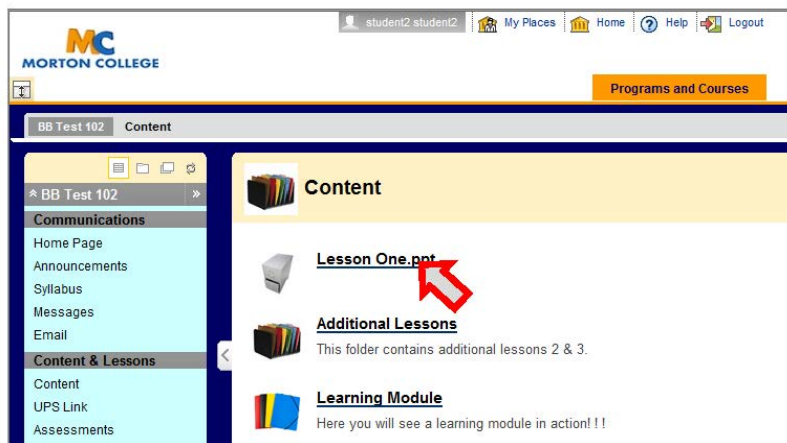 student2 student2 My Places Home Help Logout
MC
MORTON COLLEGE
Programs and Courses
BB Test 102 Content
BB Test 102
Communications
Home Page
Announcements
Syllabus
Messages
Email
Content & Lessons
Content
UPS Link
Assessments
Content
Lesson One.ppt
Additional Lessons
This folder contains additional lessons 2 & 3.
Learning Module
Here you will see a learning module in action! ! !